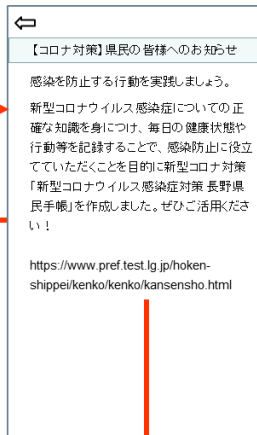 ⇦
【コロナ対策】県民の皆様へのお知らせ
感染を防止する行動を実践しましょう。
新型コロナウイルス感染症についての正
確な知識を身につけ、毎日の健康状態や
行動等を記録することで、感染防止に役立
てていただくことを目的に新型コロナ対策
「新型コロナウイルス感染症対策 長野県
民手帳」を作成しました。ぜひご活用くださ
い！
https://www.pref.test.lg.jp/hoken-
shippei/kenko/kenko/kansensho.html